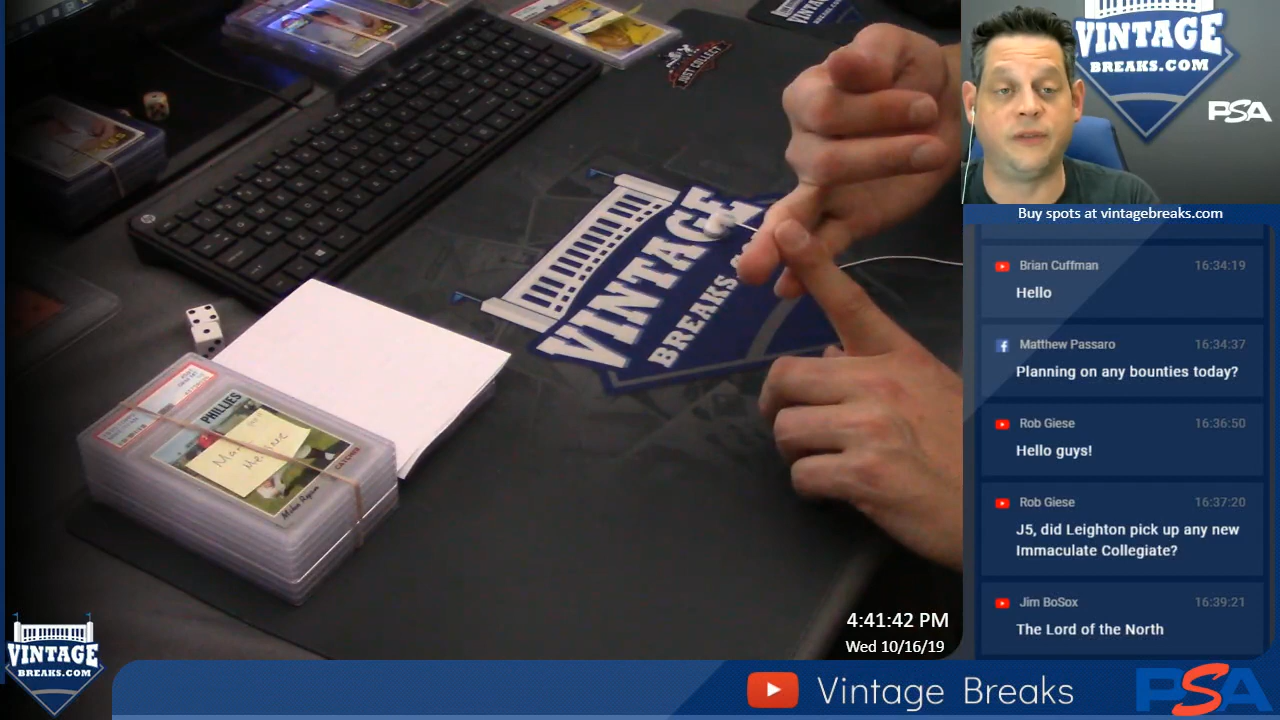 JUST COLLECT
VINTAGE
BREAKS.COM
PSA
Buy spots at vintagebreaks.com
Brian Cuffman 16:34:19
Hello
Matthew Passaro 16:34:37
Planning on any bounties today?
Rob Giese 16:36:50
Hello guys!
Rob Giese 16:37:20
J5, did Leighton pick up any new
Immaculate Collegiate?
Jim BoSox 16:39:21
The Lord of the North
VINTAGE
BREAKS
PHILLIES
CATCHER
4:41:42 PM
Wed 10/16/19
VINTAGE
BREAKS.COM
Vintage Breaks
PSA